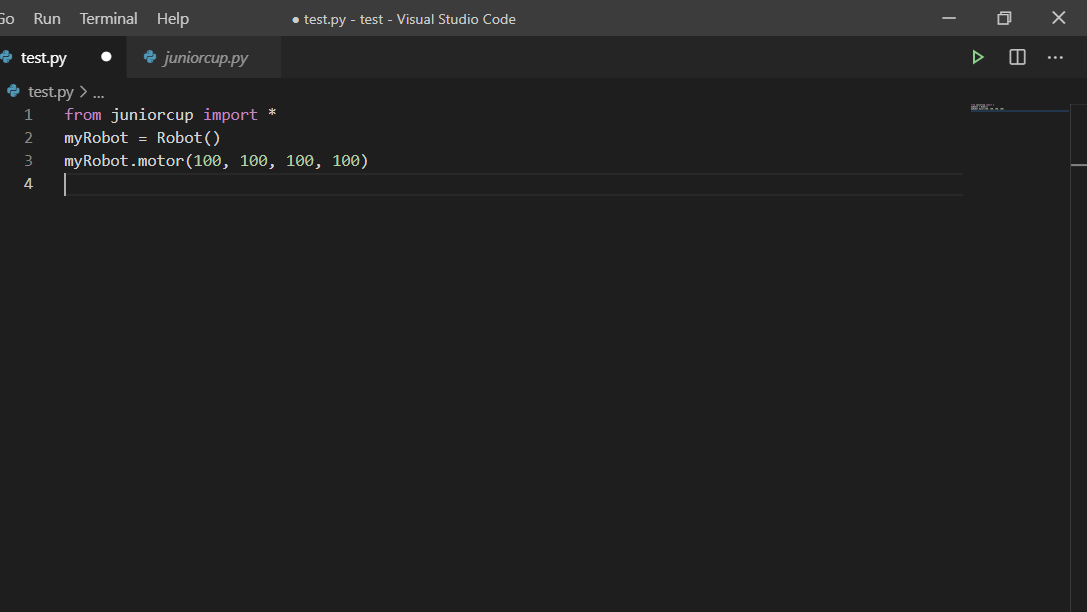 Go Run Terminal Help ● test.py - test - Visual Studio Code
test.py juniorcup.py
test.py > ...
1 from juniorcup import *
2 myRobot = Robot()
3 myRobot.motor(100, 100, 100, 100)
4